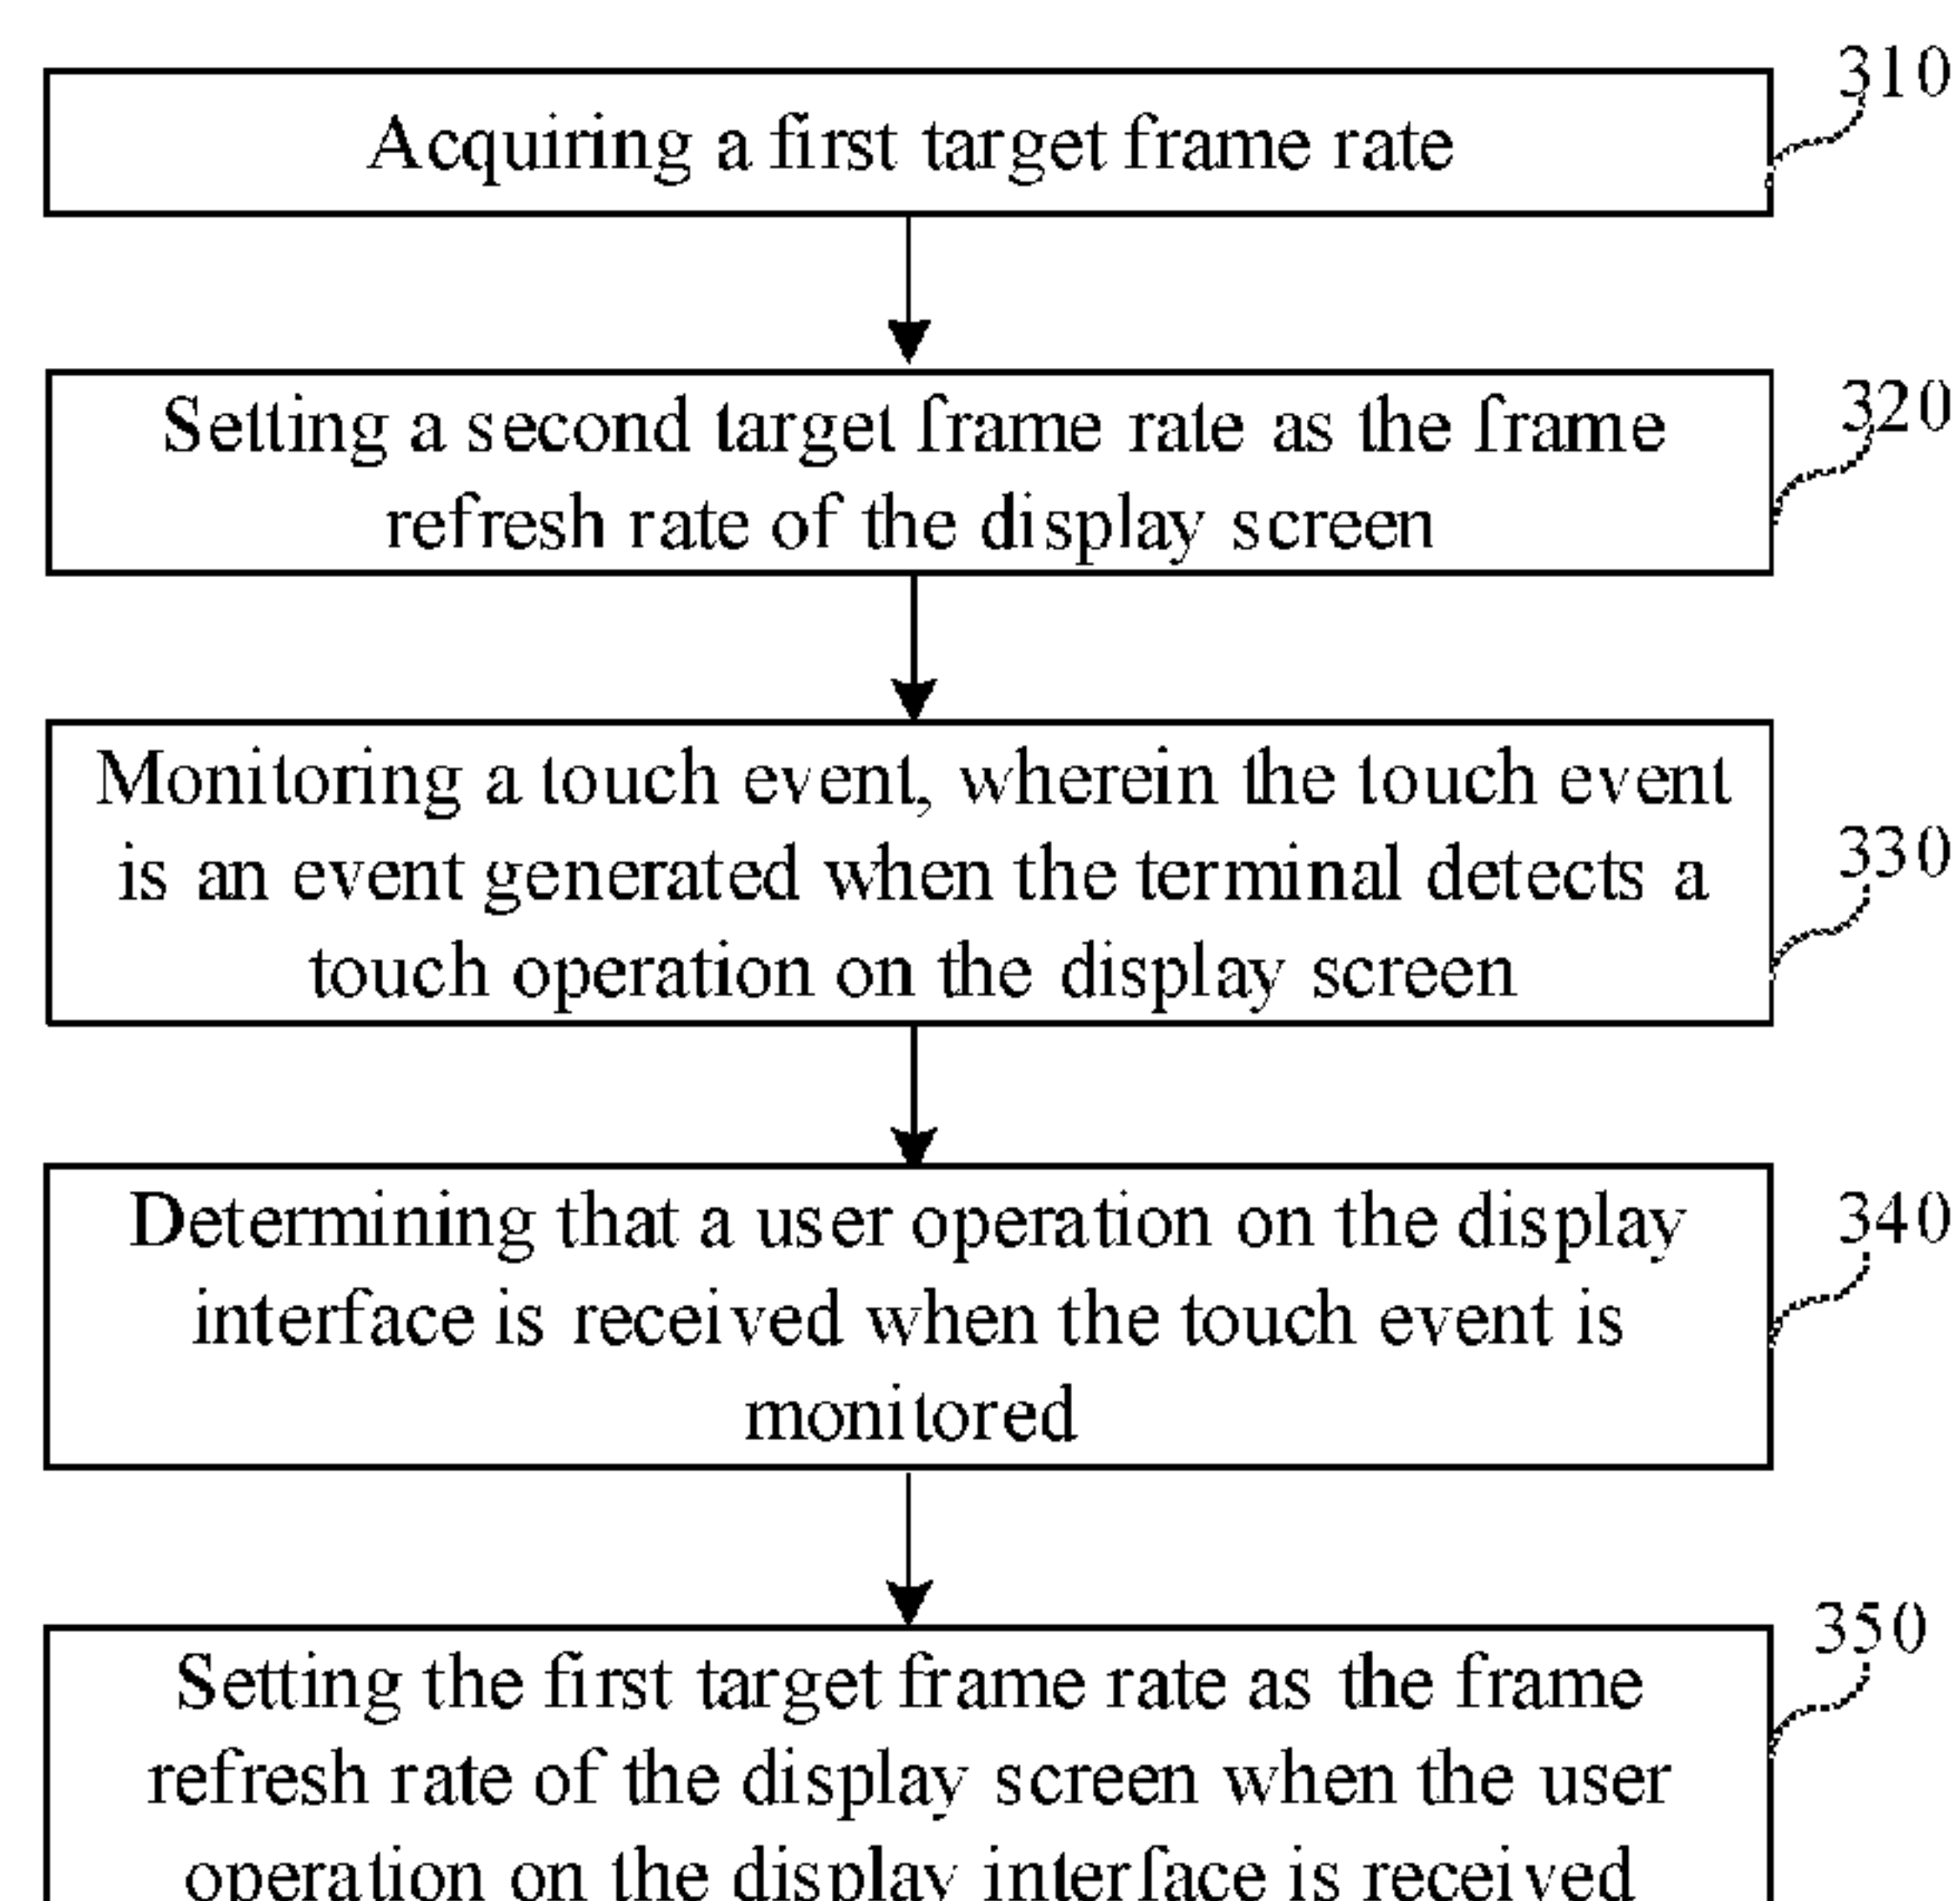 310
Acquiring a first target frame rate
320
Setting a second target frame rate as the frame
refresh rate of the display screen
330
Monitoring a touch event, wherein the touch event
is an event generated when the terminal detects a
touch operation on the display screen
340
Determining that a user operation on the display
interface is received when the touch event is
monitored
350
Setting the first target frame rate as the frame
refresh rate of the display screen when the user
operation on the display interface is received